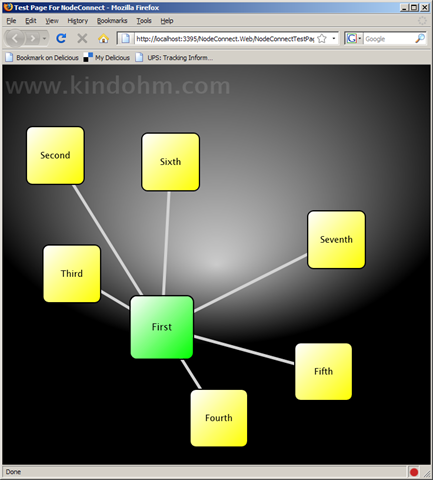 Test Page For NodeConnect - Mozilla Firefox
File Edit View History Bookmarks Tools Help
http://localhost:3395/NodeConnect.Web/NodeConnectTestPag
Google
Bookmark on Delicious My Delicious UPS: Tracking Inform...
www.kindohm.com
Second
Sixth
Seventh
Third
First
Fifth
Fourth
Done